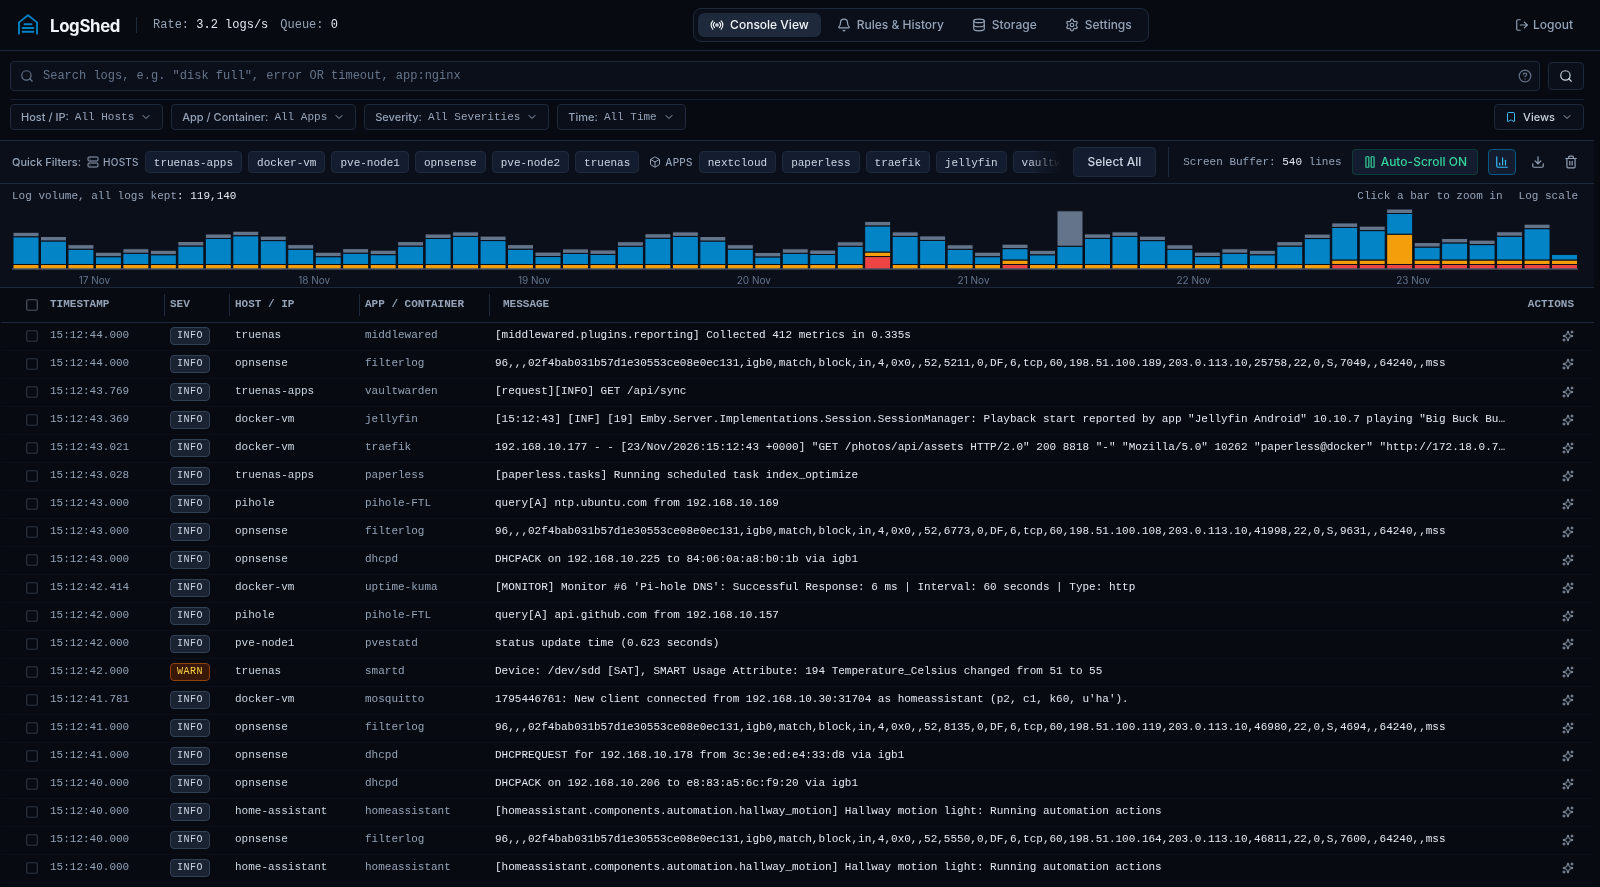 LogShed
Rate: 3.2 logs/s Queue: 0
Console View
Rules & History
Storage
Settings
Logout
Search logs, e.g. "disk full", error OR timeout, app:nginx
Host / IP: All Hosts
App / Container: All Apps
Severity: All Severities
Time: All Time
Views
Quick Filters: HOSTS truenas-apps docker-vm pve-node1 opnsense pve-node2 truenas APPS nextcloud paperless traefik jellyfin
Select All
Screen Buffer: 540 lines
Auto-Scroll ON
Log volume, all logs kept: 119,140
Click a bar to zoom in Log scale
17 Nov 18 Nov 19 Nov 20 Nov 21 Nov 22 Nov 23 Nov
TIMESTAMP SEV HOST / IP APP / CONTAINER MESSAGE ACTIONS
15:12:44.000 INFO truenas middlewared [middlewared.plugins.reporting] Collected 412 metrics in 0.335s
15:12:44.000 INFO opnsense filterlog 96,,,02f4bab031b57d1e30553ce08e0ec131,igb0,match,block,in,4,0x0,,52,5211,0,DF,6,tcp,60,198.51.100.189,203.0.113.10,25758,22,0,S,7049,,64240,,mss
15:12:43.769 INFO truenas-apps vaultwarden [request][INFO] GET /api/sync
15:12:43.369 INFO docker-vm jellyfin [15:12:43] [INF] [19] Emby.Server.Implementations.Session.SessionManager: Playback start reported by app "Jellyfin Android" 10.10.7 playing "Big Buck Bu…
15:12:43.021 INFO docker-vm traefik 192.168.10.177 - - [23/Nov/2026:15:12:43 +0000] "GET /photos/api/assets HTTP/2.0" 200 8818 "-" "Mozilla/5.0" 10262 "paperless@docker" "http://172.18.0.7…
15:12:43.028 INFO truenas-apps paperless [paperless.tasks] Running scheduled task index_optimize
15:12:43.000 INFO pihole pihole-FTL query[A] ntp.ubuntu.com from 192.168.10.169
15:12:43.000 INFO opnsense filterlog 96,,,02f4bab031b57d1e30553ce08e0ec131,igb0,match,block,in,4,0x0,,52,6773,0,DF,6,tcp,60,198.51.100.108,203.0.113.10,41998,22,0,S,9631,,64240,,mss
15:12:43.000 INFO opnsense dhcpd DHCPACK on 192.168.10.225 to 84:06:0a:a8:b0:1b via igb1
15:12:42.414 INFO docker-vm uptime-kuma [MONITOR] Monitor #6 'Pi-hole DNS': Successful Response: 6 ms | Interval: 60 seconds | Type: http
15:12:42.000 INFO pihole pihole-FTL query[A] api.github.com from 192.168.10.157
15:12:42.000 INFO pve-node1 pvestatd status update time (0.623 seconds)
15:12:42.000 WARN truenas smartd Device: /dev/sdd [SAT], SMART Usage Attribute: 194 Temperature_Celsius changed from 51 to 55
15:12:41.781 INFO docker-vm mosquitto 1795446761: New client connected from 192.168.10.30:31704 as homeassistant (p2, c1, k60, u'ha').
15:12:41.000 INFO opnsense filterlog 96,,,02f4bab031b57d1e30553ce08e0ec131,igb0,match,block,in,4,0x0,,52,8135,0,DF,6,tcp,60,198.51.100.119,203.0.113.10,46980,22,0,S,4694,,64240,,mss
15:12:41.000 INFO opnsense dhcpd DHCPREQUEST for 192.168.10.178 from 3c:3e:ed:e4:33:d8 via igb1
15:12:40.000 INFO opnsense dhcpd DHCPACK on 192.168.10.206 to e8:83:a5:6c:f9:20 via igb1
15:12:40.000 INFO home-assistant homeassistant [homeassistant.components.automation.hallway_motion] Hallway motion light: Running automation actions
15:12:40.000 INFO opnsense filterlog 96,,,02f4bab031b57d1e30553ce08e0ec131,igb0,match,block,in,4,0x0,,52,5550,0,DF,6,tcp,60,198.51.100.164,203.0.113.10,46811,22,0,S,7600,,64240,,mss
15:12:40.000 INFO home-assistant homeassistant [homeassistant.components.automation.hallway_motion] Hallway motion light: Running automation actions